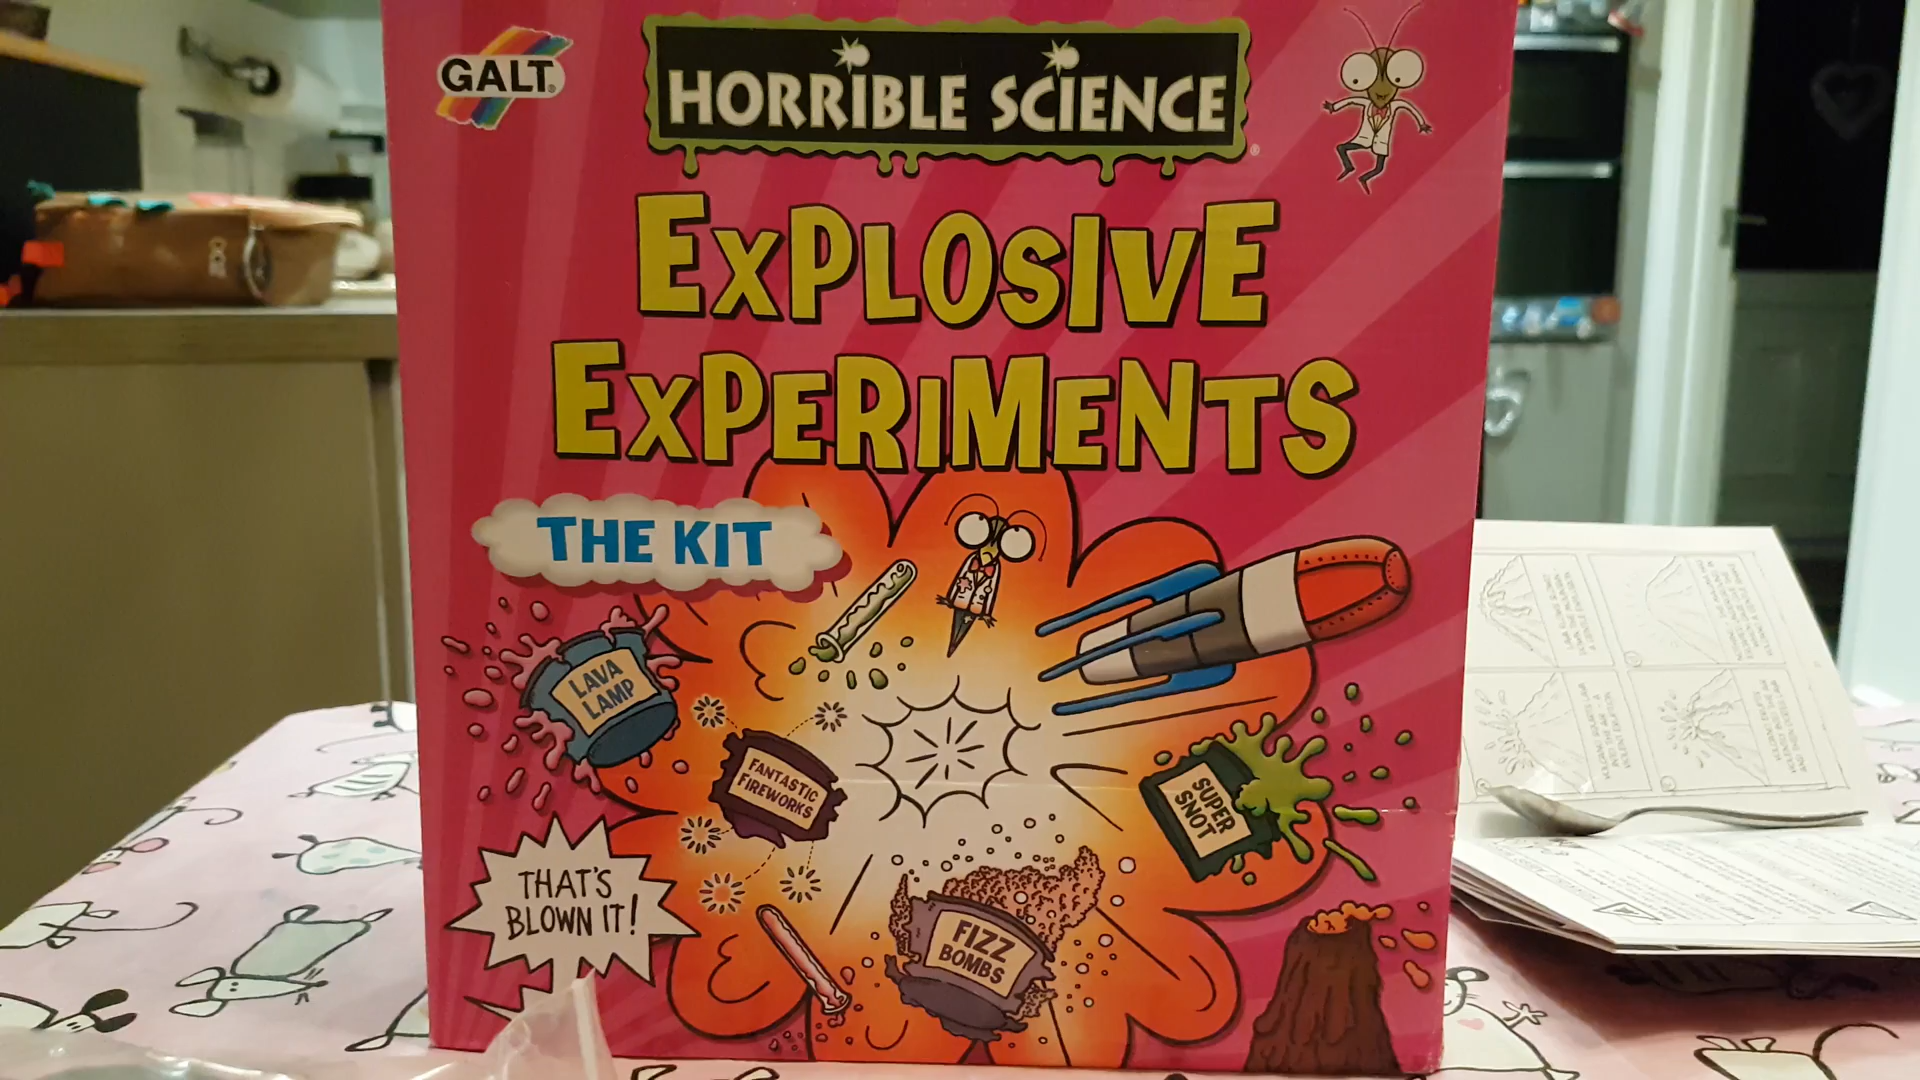 GALT
HORRIBLE SCIENCE
EXPLOSIVE
EXPERIMENTS
THE KIT
LAVA
LAMP
FANTASTIC
FIREWORKS
SUPER
SNOT
THAT'S
BLOWN IT!
FIZZ
BOMBS